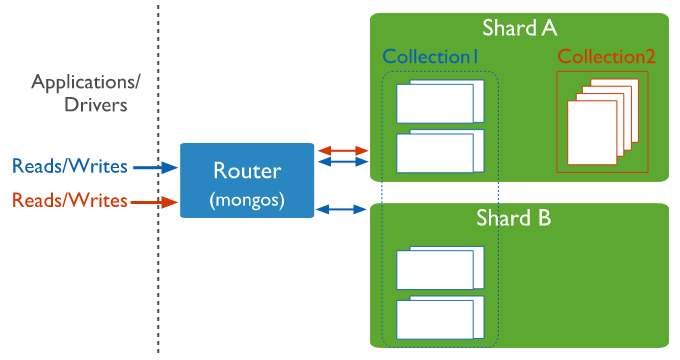 Shard A
Collection1
Collection2
Applications/
Drivers
Reads/Writes
Reads/Writes
Router
(mongos)
Shard B